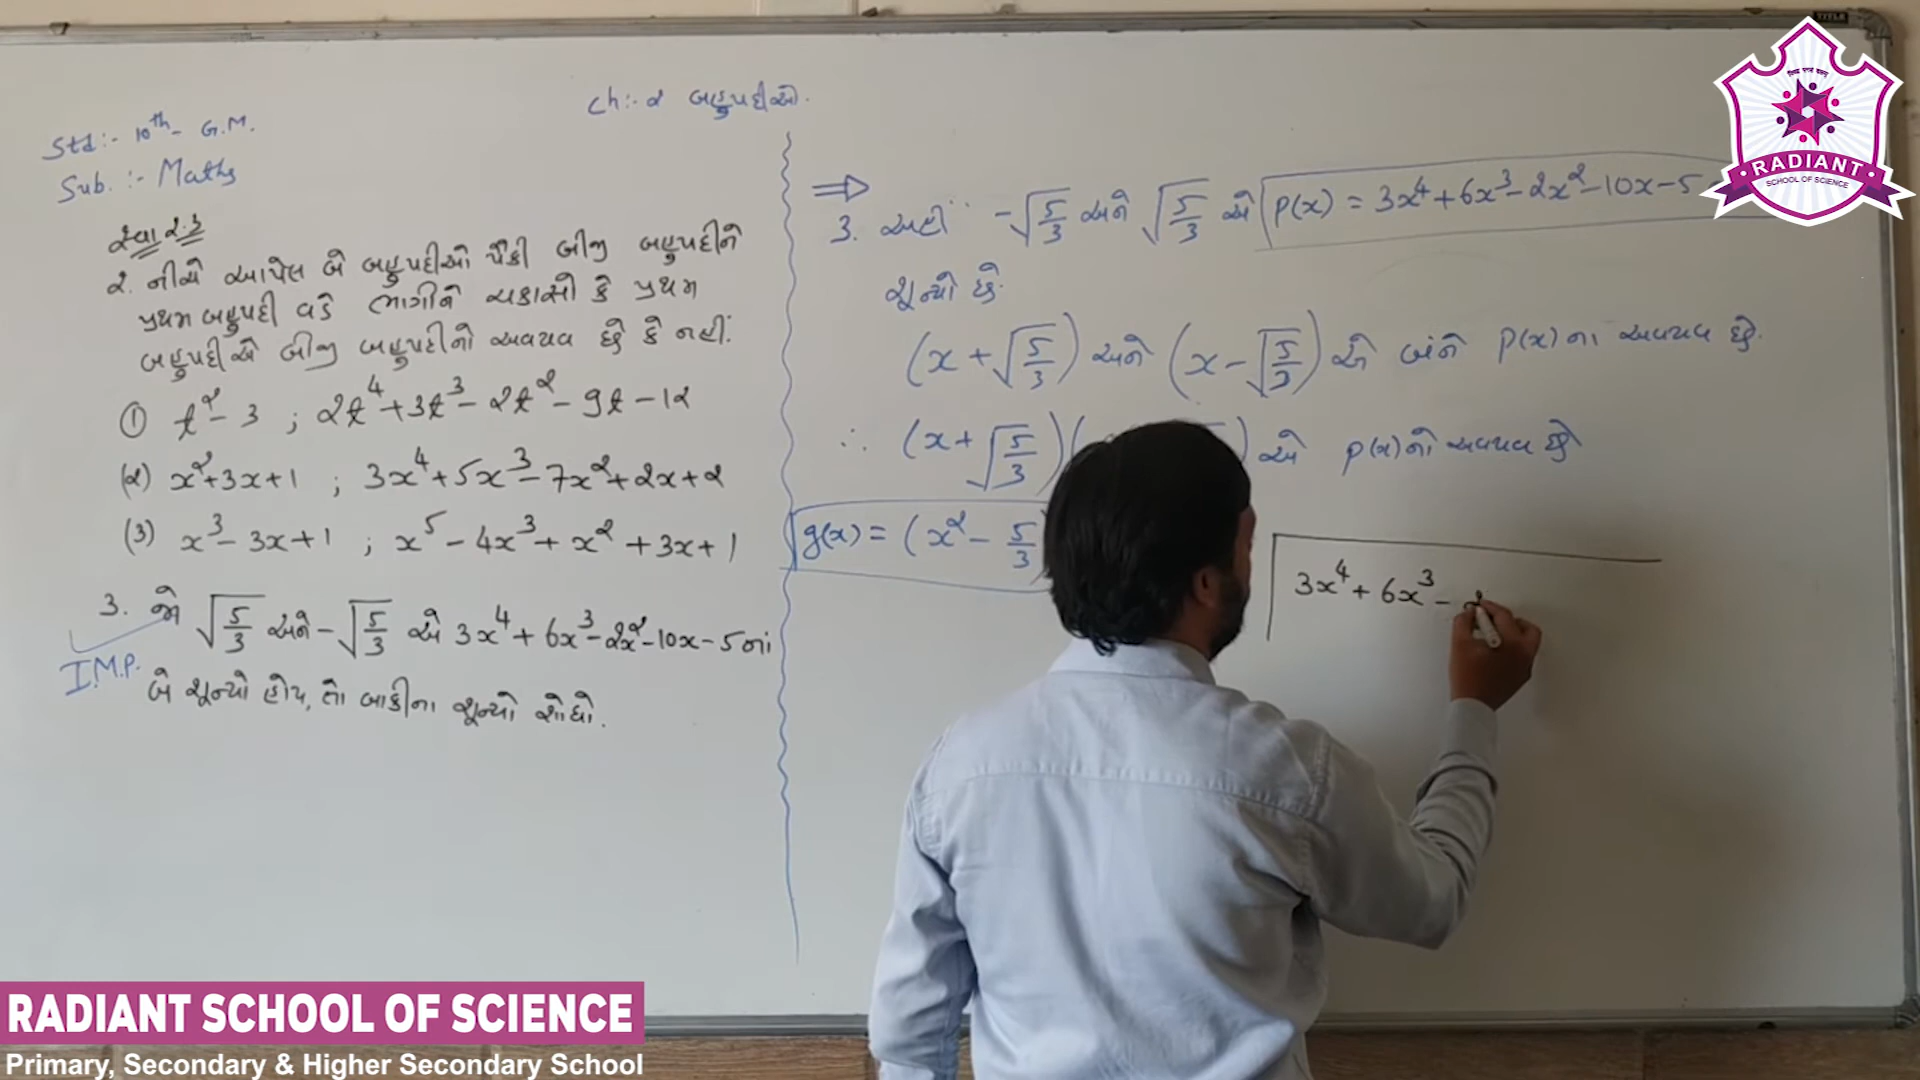 Std:- 10th - G.M.
Sub. :- Maths
Ch:- ૨ બહુપદીઓ.
સ્વા ૨.૩
૨. નીચે આપેલ બે બહુપદીઓ પૈકી બીજી બહુપદીને
પ્રથમ બહુપદી વડે ભાગીને ચકાસો કે પ્રથમ
બહુપદીએ બીજી બહુપદીનો અવયવ છે કે નહીં.
① t² - 3 ; 2t⁴ + 3t³ - 2t² - 9t - 12
(૨) x² + 3x + 1 ; 3x⁴ + 5x³ - 7x² + 2x + 2
(3) x³ - 3x + 1 ; x⁵ - 4x³ + x² + 3x + 1
3. જો √5/3 અને - √5/3 એ 3x⁴ + 6x³ - 2x² - 10x - 5 નાં
I.M.P.
બે શૂન્યો હોય, તો બાકીના શૂન્યો શોધો.
⇒
3. અહીં -√5/3 અને √5/3 એ p(x) = 3x⁴ + 6x³ - 2x² - 10x - 5
શૂન્યો છે.
(x + √5/3) અને (x - √5/3) એ બંને p(x) ના અવયવ છે.
∴ (x + √5/3)( ) એ p(x) નો અવયવ છે
g(x) = (x² - 5/3
3x⁴ + 6x³ -
RADIANT
SCHOOL OF SCIENCE
RADIANT SCHOOL OF SCIENCE
Primary, Secondary & Higher Secondary School